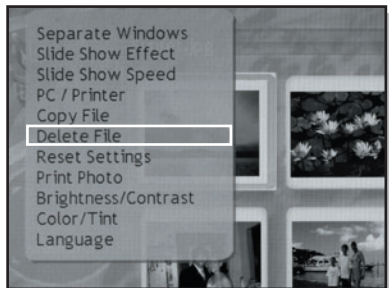 Separate Windows
Slide Show Effect
Slide Show Speed
PC / Printer
Copy File
Delete File
Reset Settings
Print Photo
Brightness/Contrast
Color/Tint
Language